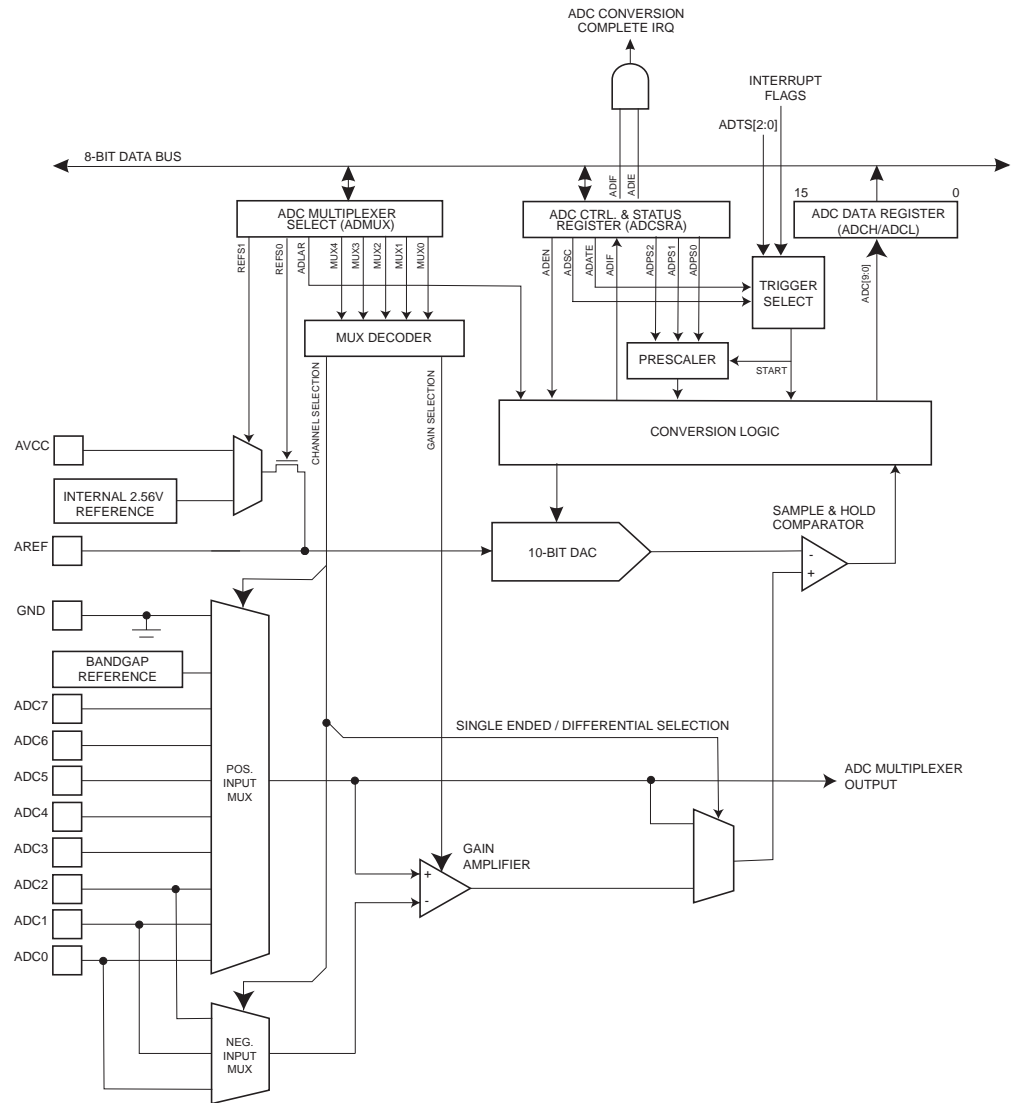 ADC CONVERSION
COMPLETE IRQ
INTERRUPT
FLAGS
ADTS[2:0]
8-BIT DATA BUS
ADIF
ADIE
15
0
ADC MULTIPLEXER
SELECT (ADMUX)
ADC CTRL. & STATUS
REGISTER (ADCSRA)
ADC DATA REGISTER
(ADCH/ADCL)
REFS1
REFS0
ADLAR
MUX4
MUX3
MUX2
MUX1
MUX0
ADEN
ADSC
ADATE
ADIF
ADPS2
ADPS1
ADPS0
TRIGGER
SELECT
ADC[9:0]
MUX DECODER
PRESCALER
START
CHANNEL SELECTION
GAIN SELECTION
CONVERSION LOGIC
AVCC
INTERNAL 2.56V
REFERENCE
SAMPLE & HOLD
COMPARATOR
AREF
10-BIT DAC
-
+
GND
BANDGAP
REFERENCE
ADC7
SINGLE ENDED / DIFFERENTIAL SELECTION
ADC6
ADC5
POS.
INPUT
MUX
ADC MULTIPLEXER
OUTPUT
ADC4
ADC3
GAIN
AMPLIFIER
ADC2
+
-
ADC1
ADC0
NEG.
INPUT
MUX